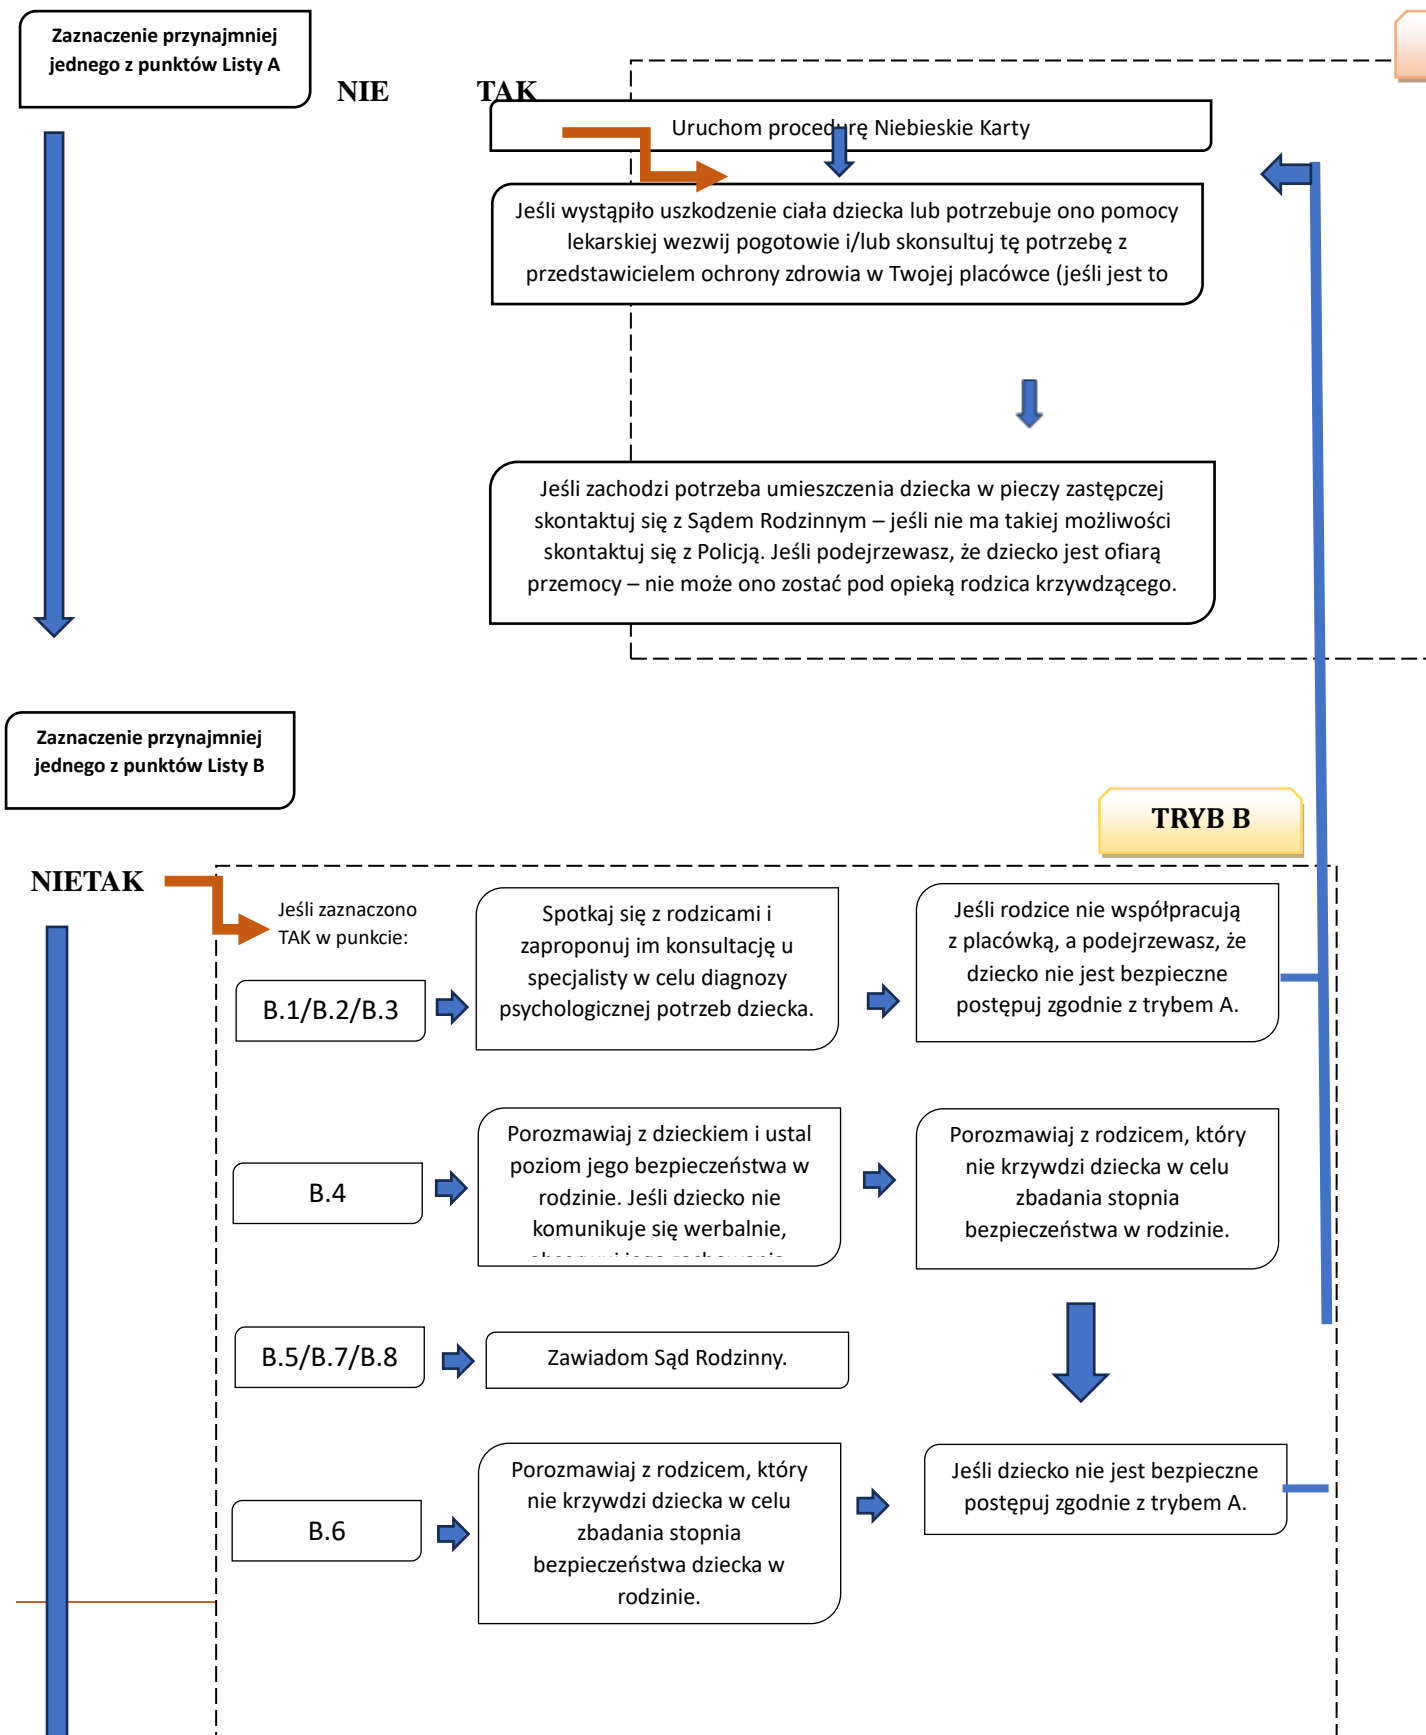 Zaznaczenie przynajmniej
jednego z punktów Listy A
NIE
TAK
Uruchom procedurę Niebieskie Karty
Jeśli wystąpiło uszkodzenie ciała dziecka lub potrzebuje ono pomocy
lekarskiej wezwij pogotowie i/lub skonsultuj tę potrzebę z
przedstawicielem ochrony zdrowia w Twojej placówce (jeśli jest to
Jeśli zachodzi potrzeba umieszczenia dziecka w pieczy zastępczej
skontaktuj się z Sądem Rodzinnym – jeśli nie ma takiej możliwości
skontaktuj się z Policją. Jeśli podejrzewasz, że dziecko jest ofiarą
przemocy – nie może ono zostać pod opieką rodzica krzywdzącego.
Zaznaczenie przynajmniej
jednego z punktów Listy B
TRYB B
NIETAK
Jeśli zaznaczono
TAK w punkcie:
B.1/B.2/B.3
Spotkaj się z rodzicami i
zaproponuj im konsultację u
specjalisty w celu diagnozy
psychologicznej potrzeb dziecka.
Jeśli rodzice nie współpracują
z placówką, a podejrzewasz, że
dziecko nie jest bezpieczne
postępuj zgodnie z trybem A.
B.4
Porozmawiaj z dzieckiem i ustal
poziom jego bezpieczeństwa w
rodzinie. Jeśli dziecko nie
komunikuje się werbalnie,
Porozmawiaj z rodzicem, który
nie krzywdzi dziecka w celu
zbadania stopnia
bezpieczeństwa w rodzinie.
B.5/B.7/B.8
Zawiadom Sąd Rodzinny.
B.6
Porozmawiaj z rodzicem, który
nie krzywdzi dziecka w celu
zbadania stopnia
bezpieczeństwa dziecka w
rodzinie.
Jeśli dziecko nie jest bezpieczne
postępuj zgodnie z trybem A.